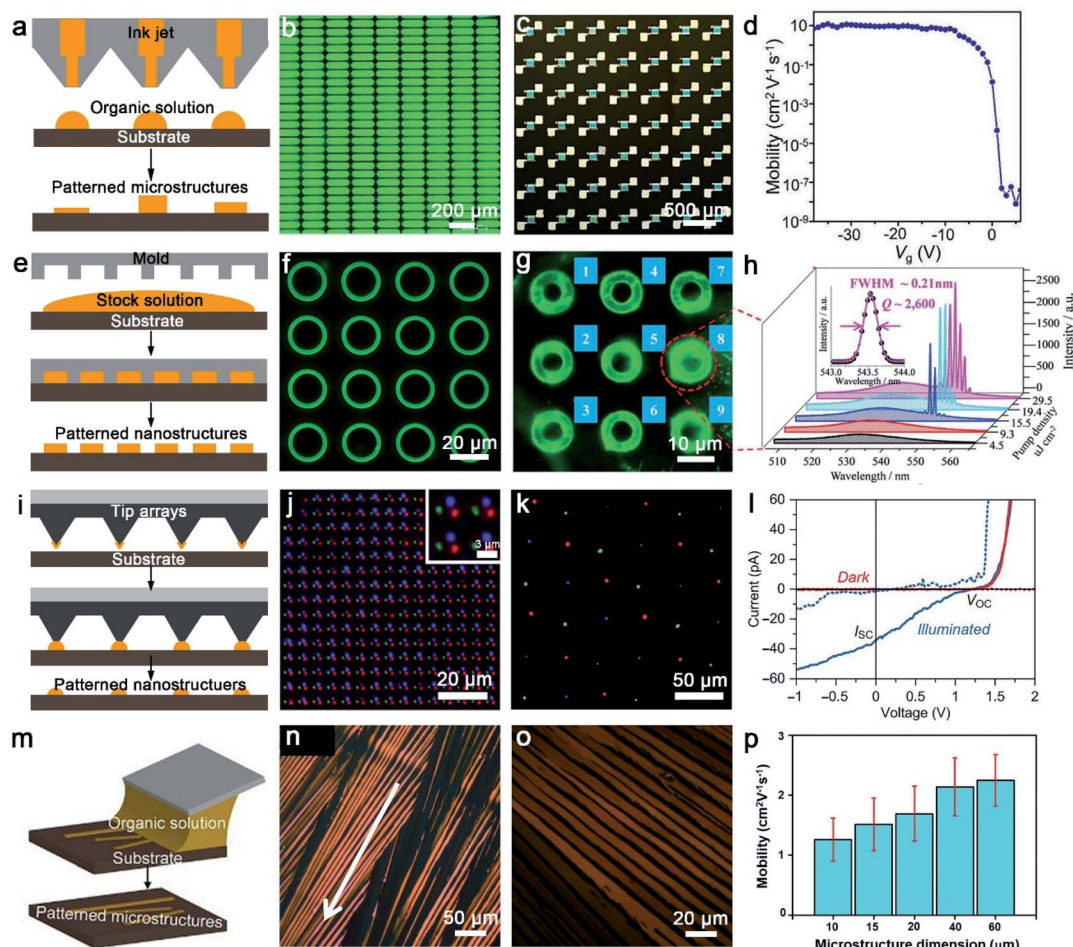 a
Ink jet
Organic solution
Substrate
Patterned microstructures
b
200 μm
c
500 μm
d
Mobility (cm² V⁻¹ s⁻¹)
10
10⁻¹
10⁻³
10⁻⁵
10⁻⁷
10⁻⁹
-30 -20 -10 0
Vg (V)
e
Mold
Stock solution
Substrate
Patterned nanostructures
f
20 μm
g
1 4 7
2 5 8
3 6 9
10 μm
h
FWHM ~ 0.21nm
Q ~ 2,600
Intensity / a.u.
543.0 543.5 544.0
Wavelength / nm
2500
2000
1500
1000
500
0
Intensity / a.u.
29.5
19.4
15.5
9.3
4.5
Pump density
uJ cm⁻²
510 520 530 540 550 560
Wavelength / nm
i
Tip arrays
Substrate
Patterned nanostructuers
j
3 μm
20 μm
k
50 μm
l
Current (pA)
60
40
20
0
−20
−40
−60
Dark
VOC
ISC
Illuminated
−1 −0.5 0 0.5 1 1.5 2
Voltage (V)
m
Organic solution
Substrate
Patterned microstructures
n
50 μm
o
20 μm
p
Mobility (cm²V⁻¹s⁻¹)
3
2
1
0
10 15 20 40 60
Microstructure dimension (μm)